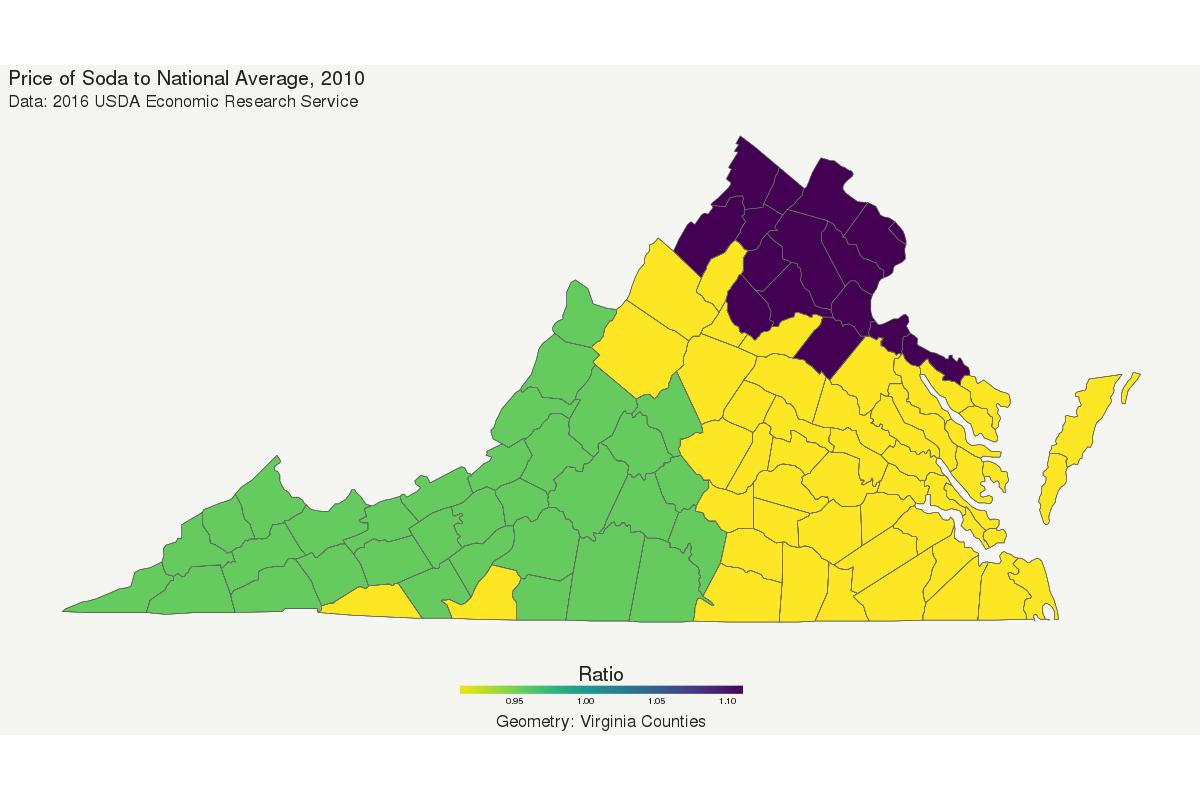 Price of Soda to National Average, 2010
Data: 2016 USDA Economic Research Service
Ratio
0.95 1.00 1.05 1.10
Geometry: Virginia Counties